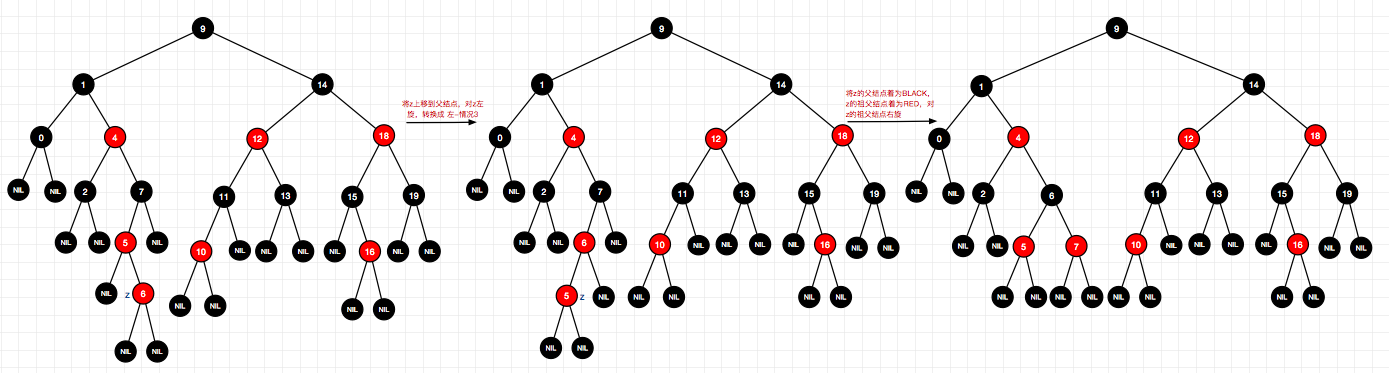 9 9 9
1 14 1 14 1 14
将z上移到父结点，对z左
旋，转换成 左-情况3
将z的父结点着为BLACK，
z的祖父结点着为RED，对
z的祖父结点右旋
0 4 12 18 0 4 12 18 0 4 12 18
NIL NIL 2 7 11 13 15 19 NIL NIL 2 7 11 13 15 19 NIL NIL 2 6 11 13 15 19
NIL NIL 5 NIL 10 NIL NIL NIL NIL 16 NIL NIL NIL NIL 6 NIL 10 NIL NIL NIL NIL 16 NIL NIL NIL NIL 5 7 10 NIL NIL NIL NIL 16 NIL NIL
NIL z 6 NIL NIL NIL NIL 5 z NIL NIL NIL NIL NIL NIL NIL NIL NIL NIL NIL NIL NIL
NIL NIL NIL NIL